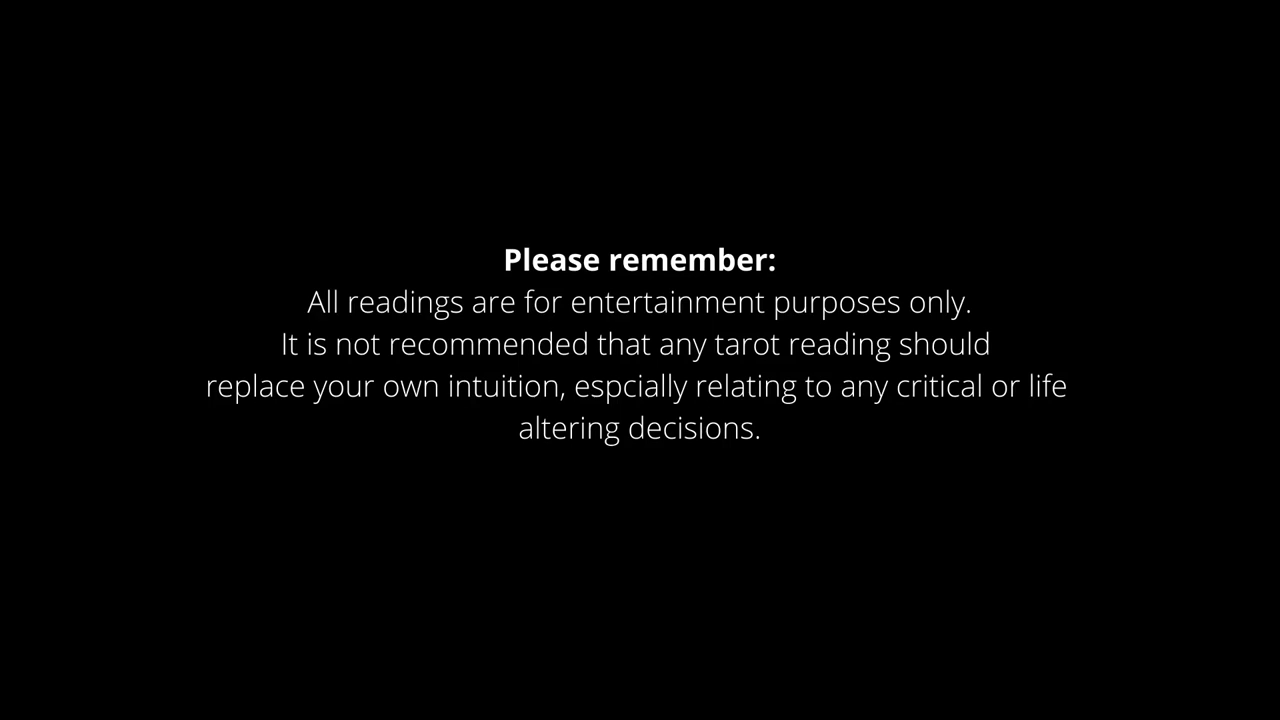 Please remember:
All readings are for entertainment purposes only.
It is not recommended that any tarot reading should
replace your own intuition, espcially relating to any critical or life
altering decisions.